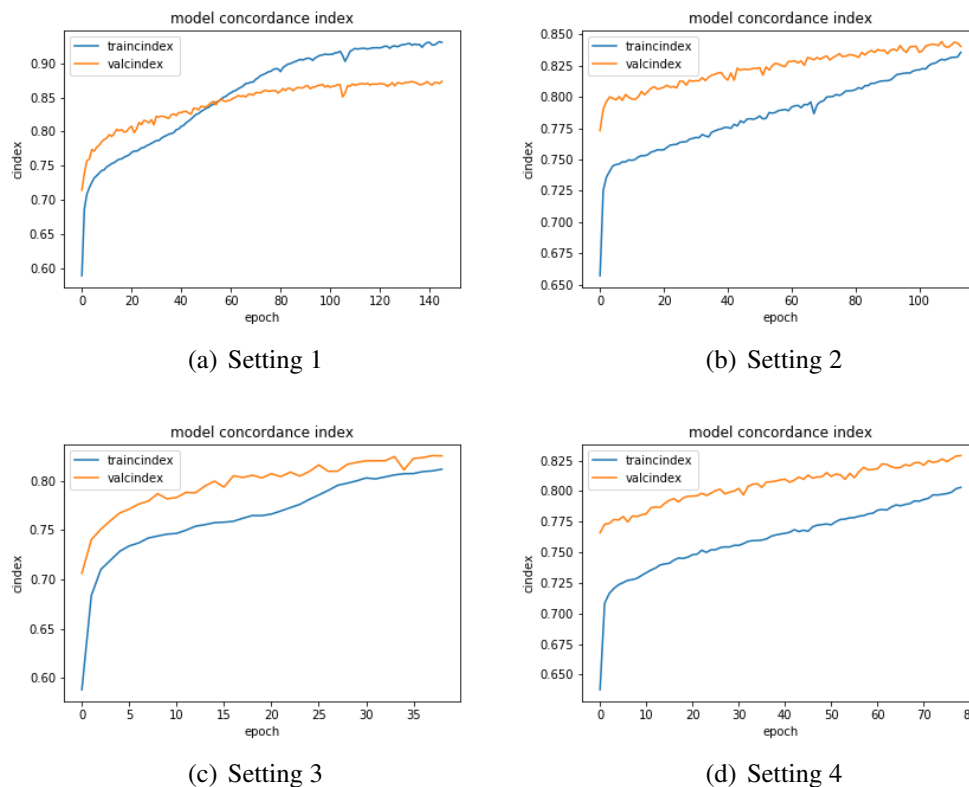 model concordance index
traincindex
valcindex
0.90
0.85
0.80
0.75
0.70
0.65
0.60
cindex
0 20 40 60 80 100 120 140
epoch
(a) Setting 1
model concordance index
traincindex
valcindex
0.850
0.825
0.800
0.775
0.750
0.725
0.700
0.675
0.650
cindex
0 20 40 60 80 100
epoch
(b) Setting 2
model concordance index
traincindex
valcindex
0.80
0.75
0.70
0.65
0.60
cindex
0 5 10 15 20 25 30 35
epoch
(c) Setting 3
model concordance index
traincindex
valcindex
0.825
0.800
0.775
0.750
0.725
0.700
0.675
0.650
cindex
0 10 20 30 40 50 60 70
epoch
(d) Setting 4